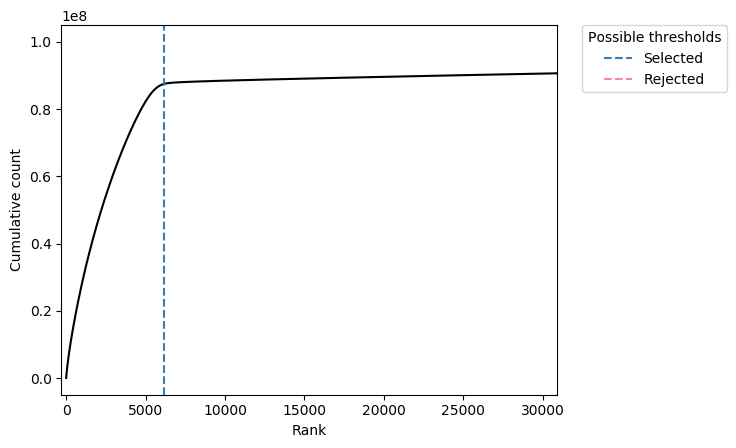 1e8
1.0
0.8
0.6
0.4
0.2
0.0
Cumulative count
0 5000 10000 15000 20000 25000 30000
Rank
Possible thresholds
Selected
Rejected